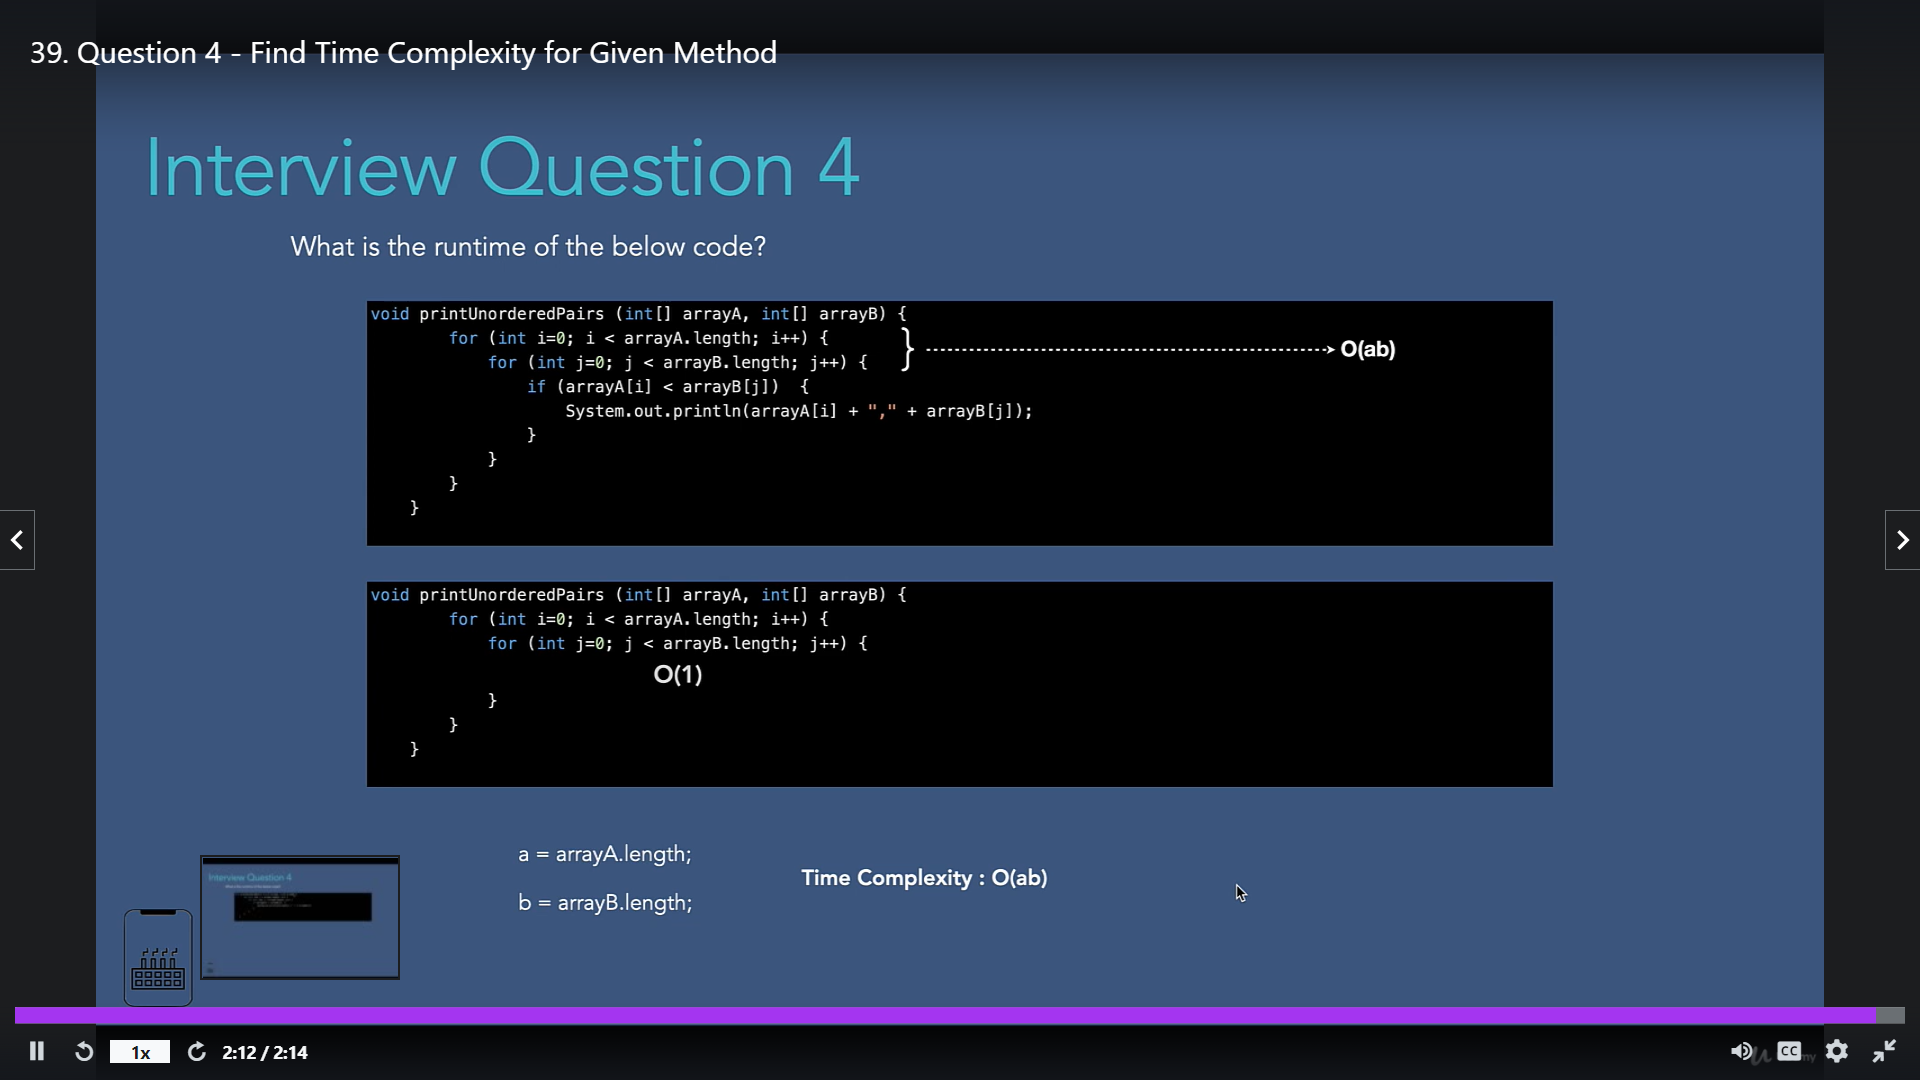 39. Question 4 - Find Time Complexity for Given Method
Interview Question 4
What is the runtime of the below code?
void printUnorderedPairs (int[] arrayA, int[] arrayB) {
for (int i=0; i < arrayA.length; i++) {
for (int j=0; j < arrayB.length; j++) {
} O(ab)
if (arrayA[i] < arrayB[j]) {
System.out.println(arrayA[i] + "," + arrayB[j]);
}
}
}
}
void printUnorderedPairs (int[] arrayA, int[] arrayB) {
for (int i=0; i < arrayA.length; i++) {
for (int j=0; j < arrayB.length; j++) {
O(1)
}
}
}
a = arrayA.length;
Time Complexity : O(ab)
b = arrayB.length;
Interview Question 4
1x
2:12 / 2:14
CC